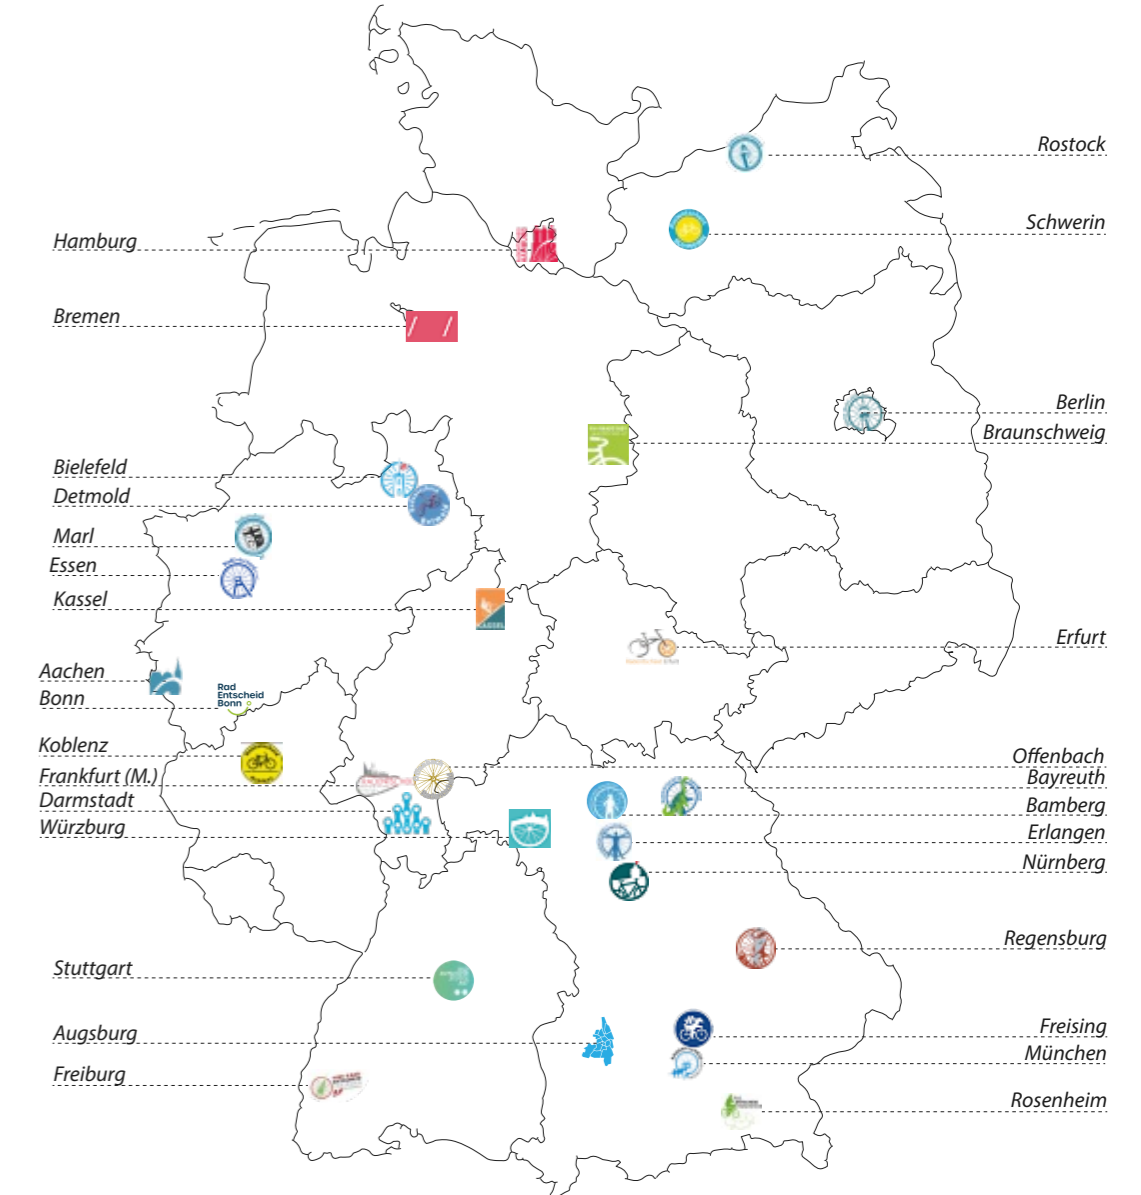 Rostock
Schwerin
Hamburg
Bremen
Berlin
Braunschweig
Bielefeld
Detmold
Marl
Essen
Kassel
KASSEL
Erfurt
Aachen
Bonn
Rad
Entscheid
Bonn
Koblenz
Offenbach
Frankfurt (M.)
Bayreuth
Darmstadt
Bamberg
Würzburg
Erlangen
Nürnberg
Regensburg
Stuttgart
Augsburg
Freising
München
Freiburg
Rosenheim